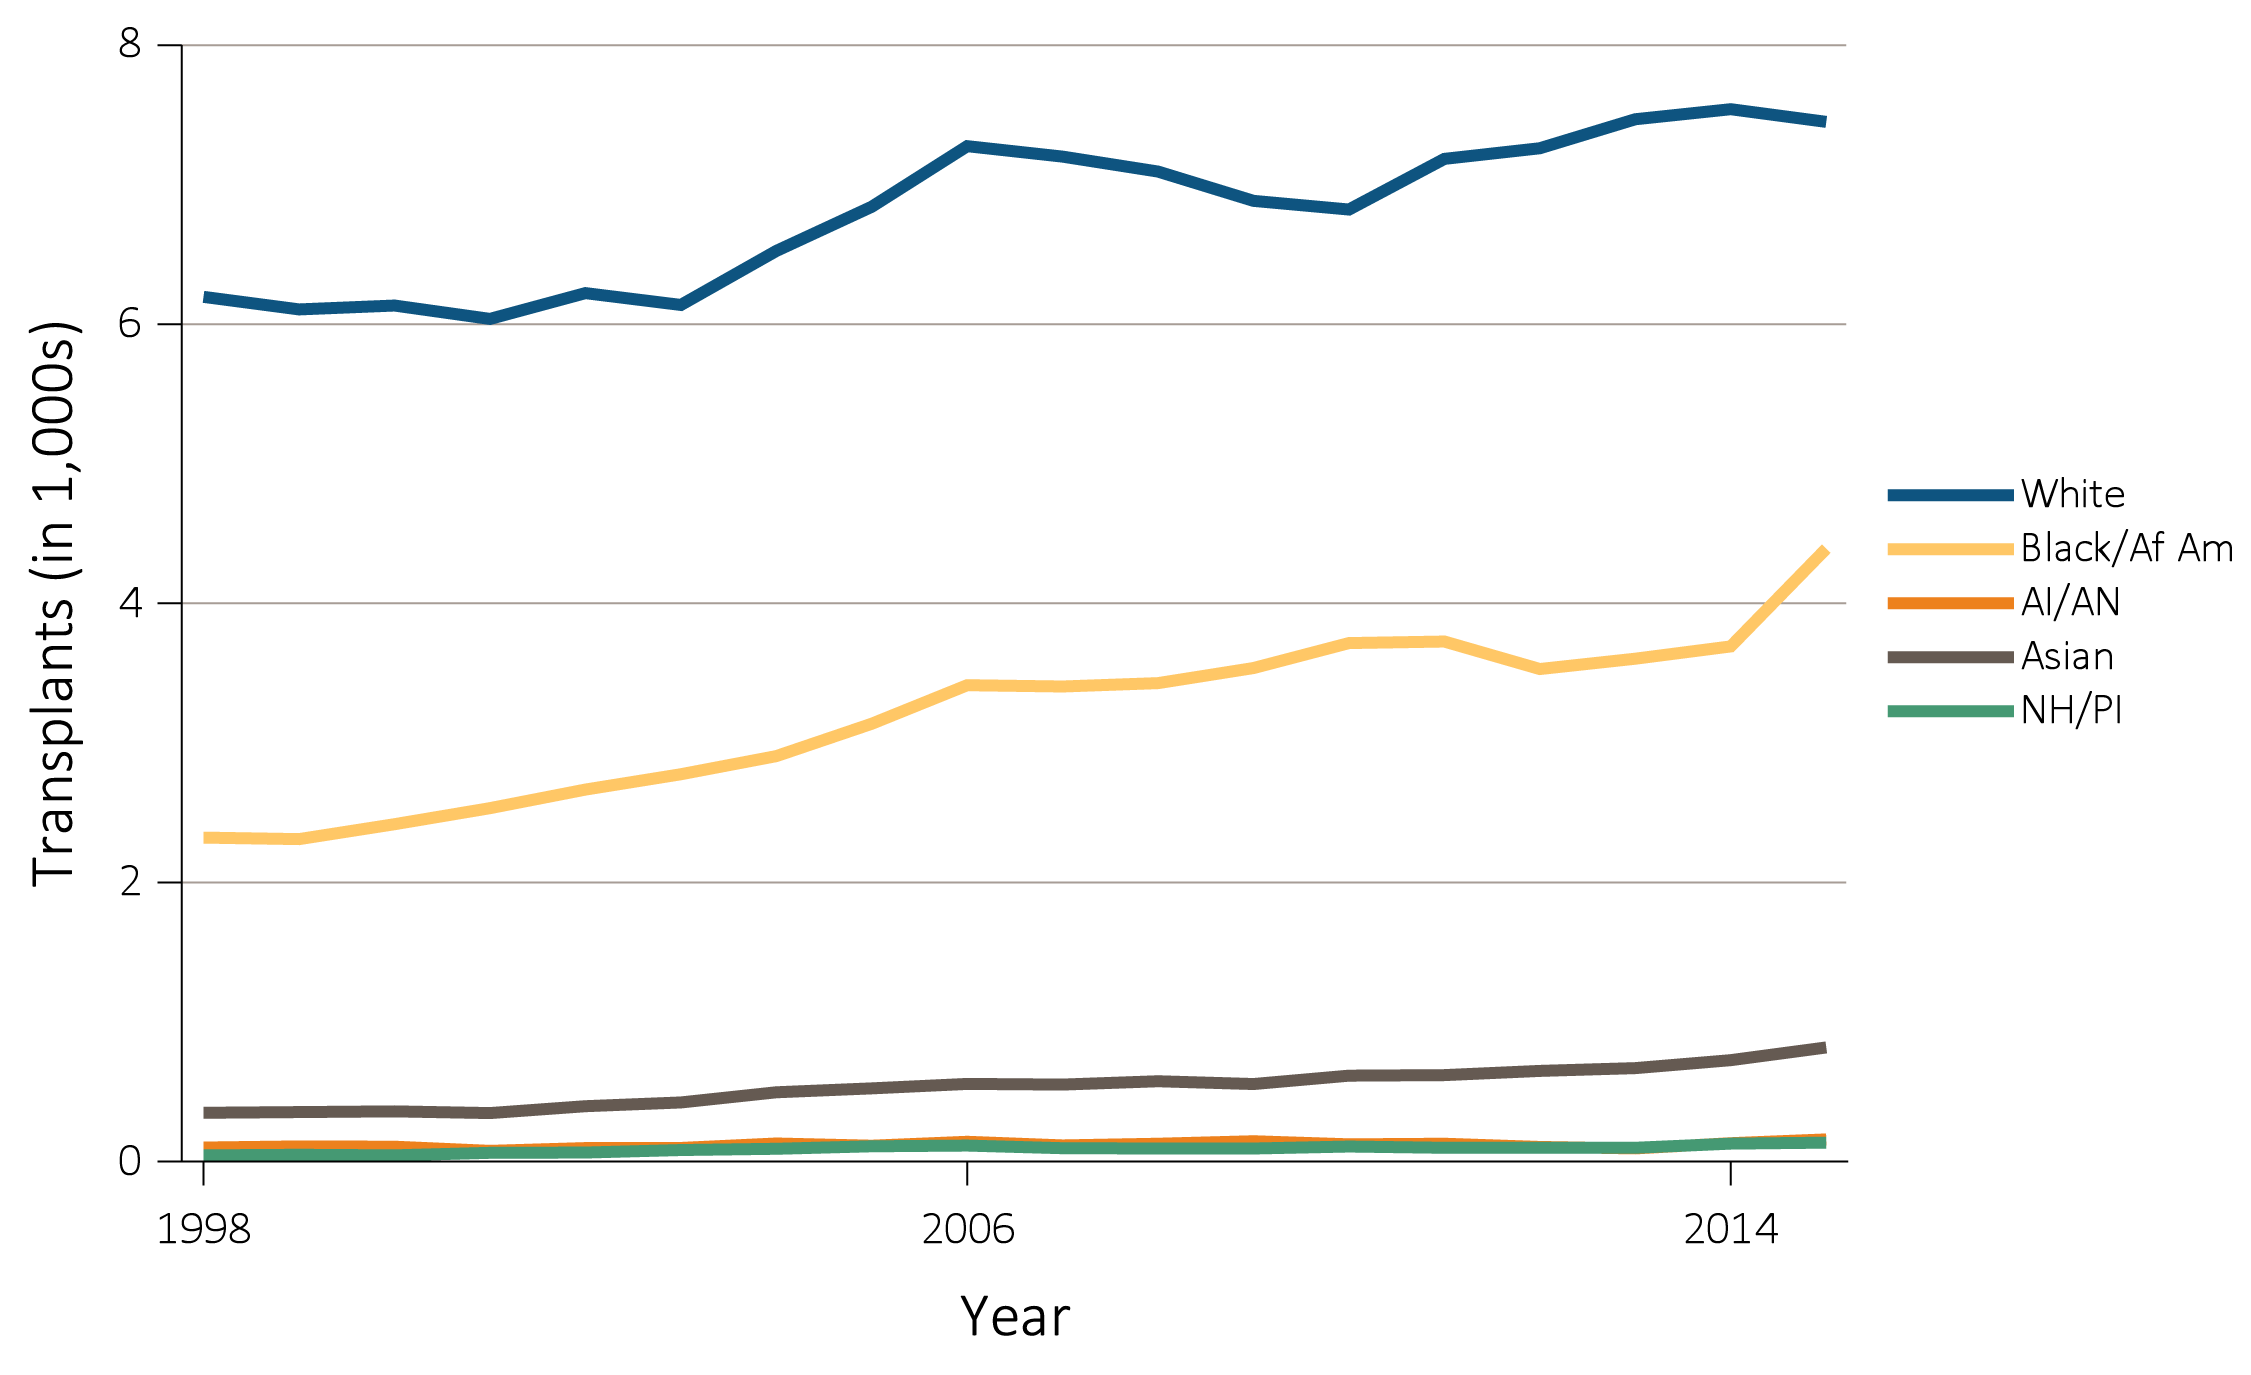 8
6
4
2
0
Transplants (in 1,000s)
1998
2006
2014
Year
White
Black/Af Am
AI/AN
Asian
NH/PI